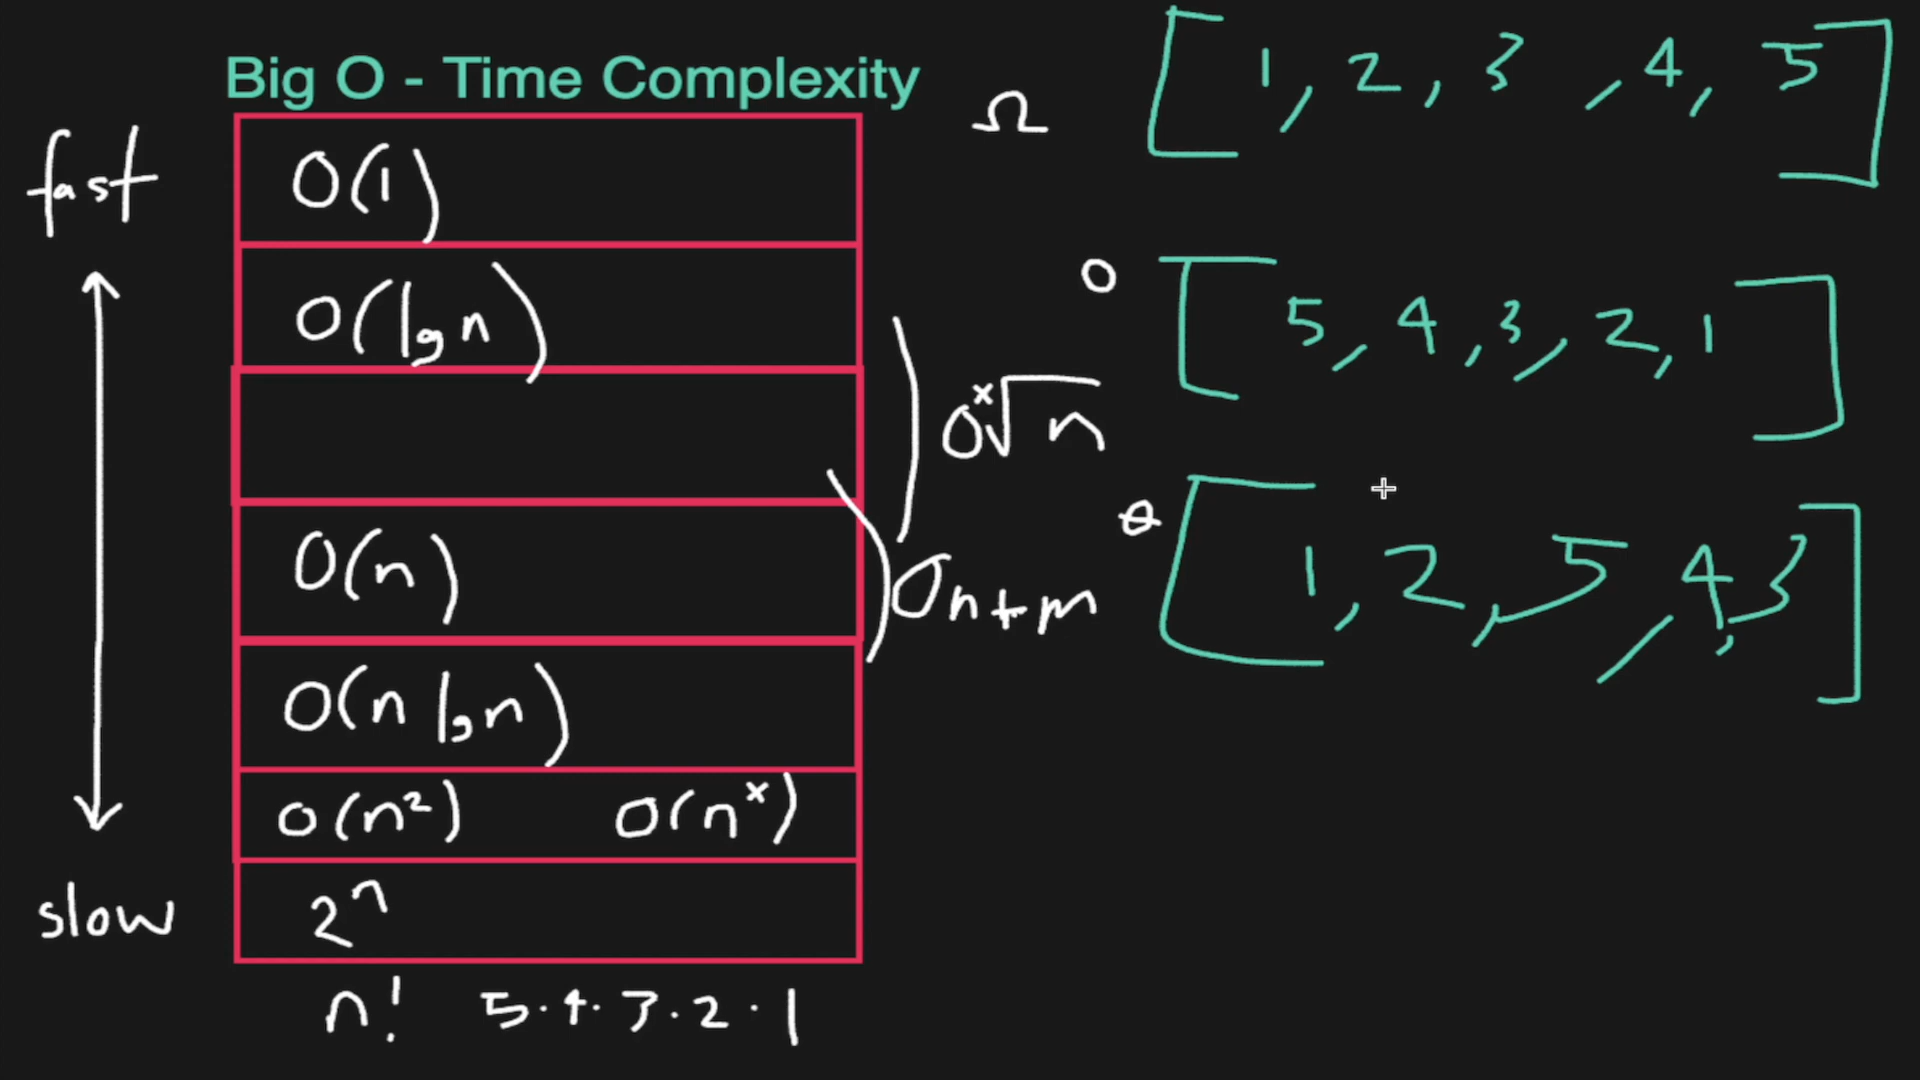 Big O - Time Complexity
fast
O(1)
O(lg n)
O(n)
O(n lg n)
O(n²) O(nˣ)
2ⁿ
slow
n! 5·4·3·2·1
O ˣ√n
O n+m
Ω [1, 2, 3, 4, 5]
O [5, 4, 3, 2, 1]
Θ [1, 2, 5, 4, 3]